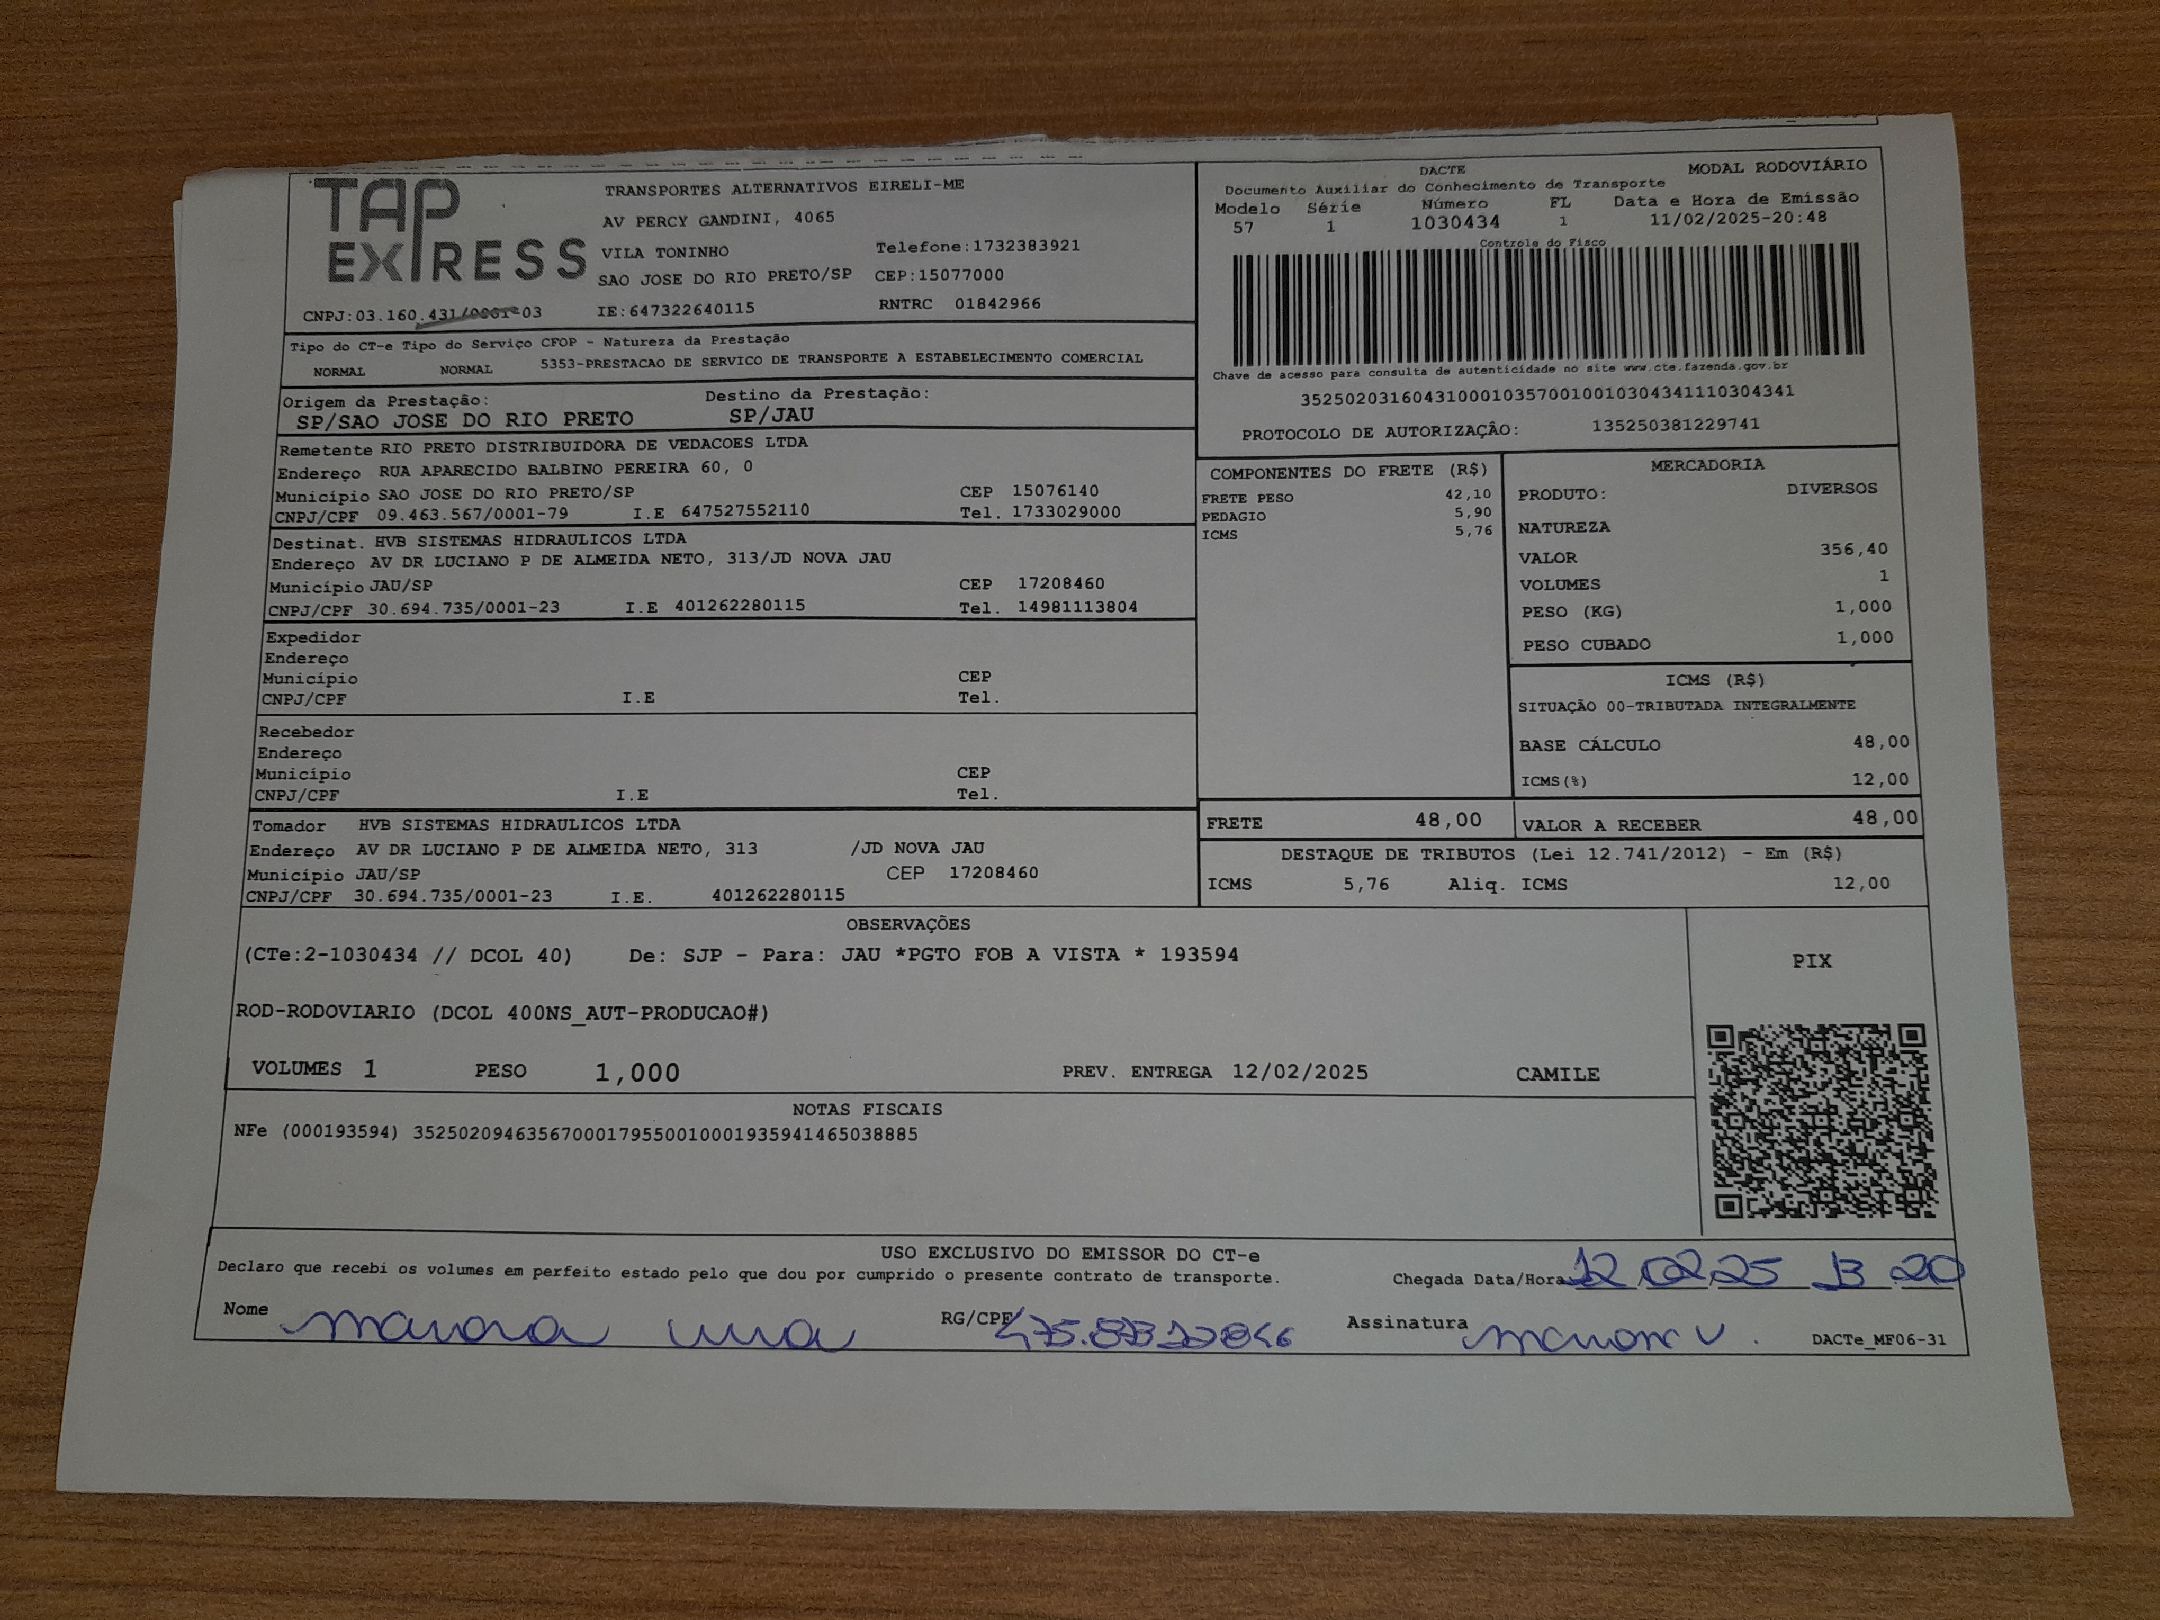 TAP EXPRESS
TRANSPORTES ALTERNATIVOS EIRELI-ME
AV PERCY GANDINI, 4065
VILA TONINHO Telefone:1732383921
SAO JOSE DO RIO PRETO/SP CEP:15077000
CNPJ:03.160.431/0001-03 IE:647322640115 RNTRC 01842966
DACTE MODAL RODOVIÁRIO
Documento Auxiliar do Conhecimento de Transporte
Modelo Série Número FL Data e Hora de Emissão
57 1 1030434 1 11/02/2025-20:48
Controle do Fisco
Chave de acesso para consulta de autenticidade no site www.cte.fazenda.gov.br
35250203160431000103570010010304341110304341
PROTOCOLO DE AUTORIZAÇÃO: 135250381229741
Tipo do CT-e Tipo do Serviço CFOP - Natureza da Prestação
NORMAL NORMAL 5353-PRESTACAO DE SERVICO DE TRANSPORTE A ESTABELECIMENTO COMERCIAL
Origem da Prestação: Destino da Prestação:
SP/SAO JOSE DO RIO PRETO SP/JAU
Remetente RIO PRETO DISTRIBUIDORA DE VEDACOES LTDA
Endereço RUA APARECIDO BALBINO PEREIRA 60, 0
Município SAO JOSE DO RIO PRETO/SP CEP 15076140
CNPJ/CPF 09.463.567/0001-79 I.E 647527552110 Tel. 1733029000
Destinat. HVB SISTEMAS HIDRAULICOS LTDA
Endereço AV DR LUCIANO P DE ALMEIDA NETO, 313/JD NOVA JAU
Município JAU/SP CEP 17208460
CNPJ/CPF 30.694.735/0001-23 I.E 401262280115 Tel. 14981113804
Expedidor
Endereço
Município CEP
CNPJ/CPF I.E Tel.
Recebedor
Endereço
Município CEP
CNPJ/CPF I.E Tel.
Tomador HVB SISTEMAS HIDRAULICOS LTDA
Endereço AV DR LUCIANO P DE ALMEIDA NETO, 313 /JD NOVA JAU
Município JAU/SP CEP 17208460
CNPJ/CPF 30.694.735/0001-23 I.E. 401262280115
COMPONENTES DO FRETE (R$)
FRETE PESO 42,10
PEDAGIO 5,90
ICMS 5,76
MERCADORIA
PRODUTO: DIVERSOS
NATUREZA
VALOR 356,40
VOLUMES 1
PESO (KG) 1,000
PESO CUBADO 1,000
ICMS (R$)
SITUAÇÃO 00-TRIBUTADA INTEGRALMENTE
BASE CÁLCULO 48,00
ICMS(%) 12,00
FRETE 48,00 VALOR A RECEBER 48,00
DESTAQUE DE TRIBUTOS (Lei 12.741/2012) - Em (R$)
ICMS 5,76 Aliq. ICMS 12,00
OBSERVAÇÕES
(CTe:2-1030434 // DCOL 40) De: SJP - Para: JAU *PGTO FOB A VISTA * 193594
ROD-RODOVIARIO (DCOL 400NS_AUT-PRODUCAO#)
VOLUMES 1 PESO 1,000 PREV. ENTREGA 12/02/2025 CAMILE
PIX
NOTAS FISCAIS
NFe (000193594) 35250209463567000179550010001935941465038885
USO EXCLUSIVO DO EMISSOR DO CT-e
Declaro que recebi os volumes em perfeito estado pelo que dou por cumprido o presente contrato de transporte.
Chegada Data/Hora 12 02 25 13 20
Nome
RG/CPF
Assinatura
DACTe_MF06-31